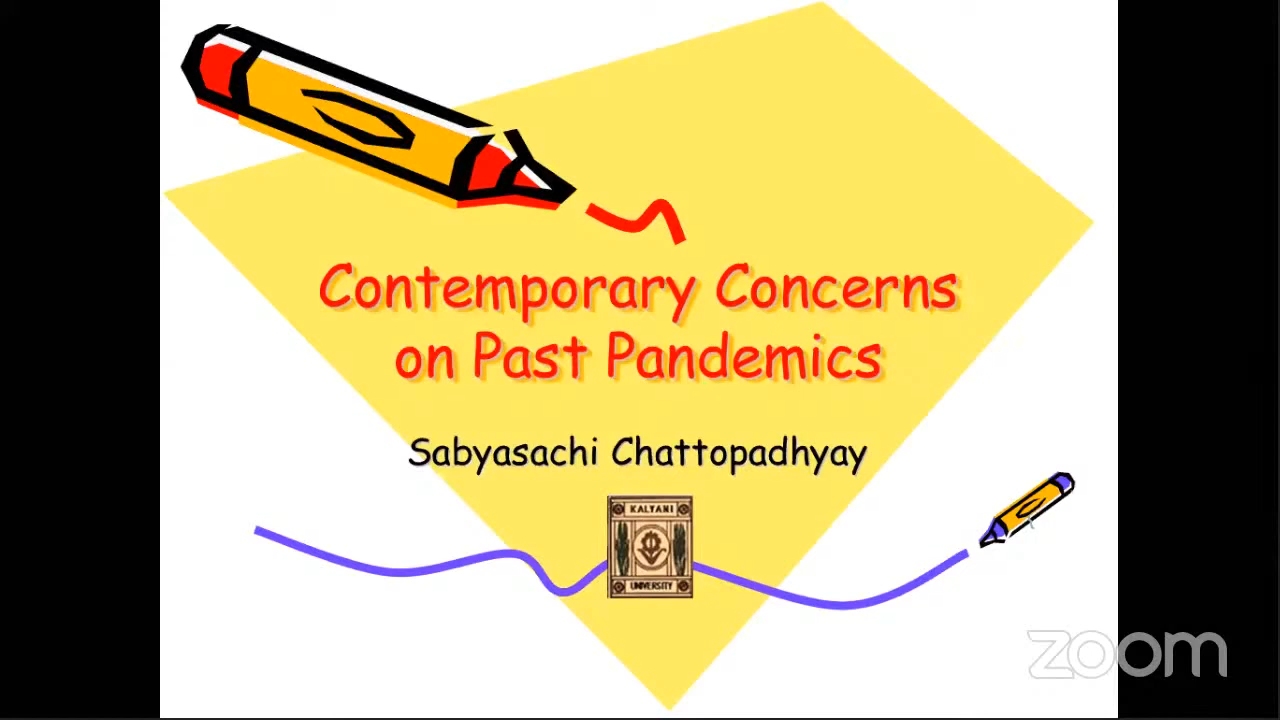 Contemporary Concerns
on Past Pandemics
Sabyasachi Chattopadhyay
KALYANI
UNIVERSITY
zoom